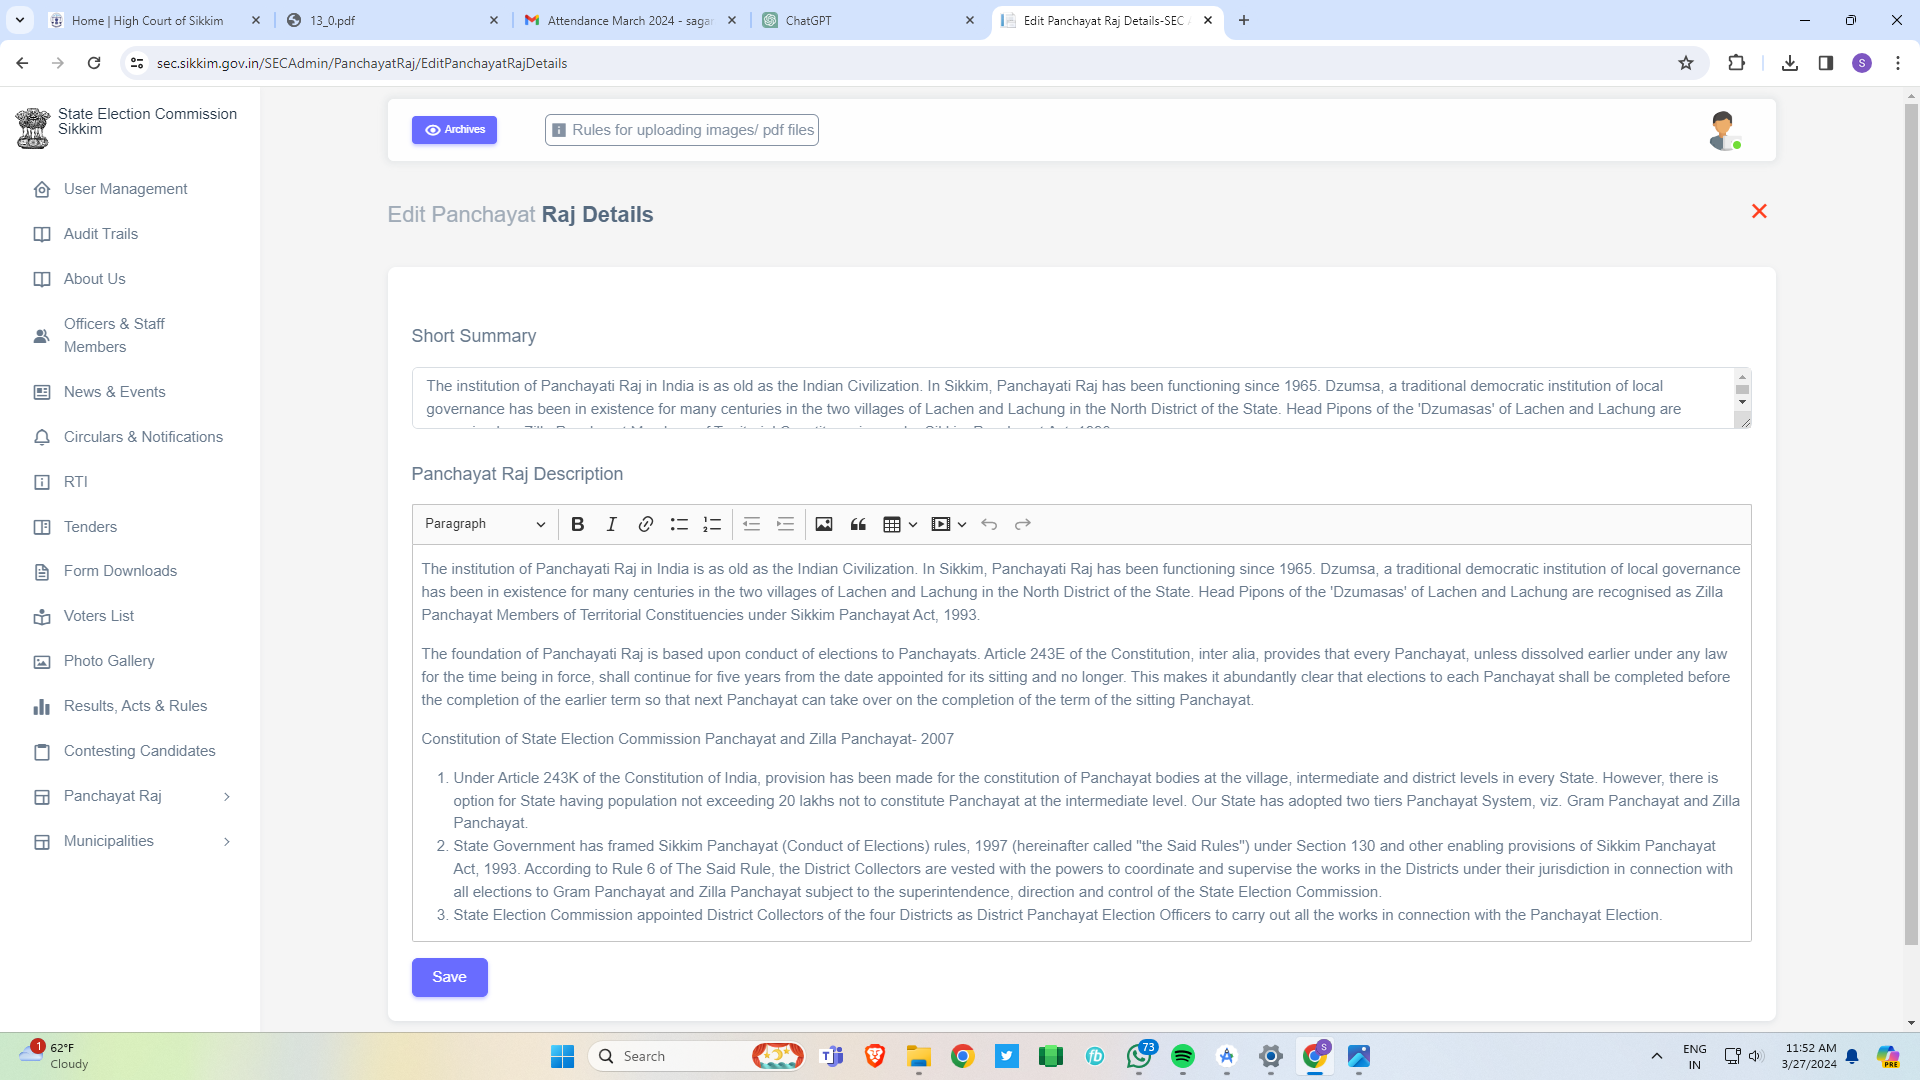 Home | High Court of Sikkim
13_0.pdf
Attendance March 2024 - sagar
ChatGPT
Edit Panchayat Raj Details-SEC A
sec.sikkim.gov.in/SECAdmin/PanchayatRaj/EditPanchayatRajDetails
S
State Election Commission
Sikkim
Archives
Rules for uploading images/ pdf files
User Management
Audit Trails
About Us
Officers & Staff
Members
News & Events
Circulars & Notifications
RTI
Tenders
Form Downloads
Voters List
Photo Gallery
Results, Acts & Rules
Contesting Candidates
Panchayat Raj
Municipalities
Edit Panchayat Raj Details
Short Summary
The institution of Panchayati Raj in India is as old as the Indian Civilization. In Sikkim, Panchayati Raj has been functioning since 1965. Dzumsa, a traditional democratic institution of local
governance has been in existence for many centuries in the two villages of Lachen and Lachung in the North District of the State. Head Pipons of the 'Dzumasas' of Lachen and Lachung are
Panchayat Raj Description
Paragraph
The institution of Panchayati Raj in India is as old as the Indian Civilization. In Sikkim, Panchayati Raj has been functioning since 1965. Dzumsa, a traditional democratic institution of local governance
has been in existence for many centuries in the two villages of Lachen and Lachung in the North District of the State. Head Pipons of the 'Dzumasas' of Lachen and Lachung are recognised as Zilla
Panchayat Members of Territorial Constituencies under Sikkim Panchayat Act, 1993.
The foundation of Panchayati Raj is based upon conduct of elections to Panchayats. Article 243E of the Constitution, inter alia, provides that every Panchayat, unless dissolved earlier under any law
for the time being in force, shall continue for five years from the date appointed for its sitting and no longer. This makes it abundantly clear that elections to each Panchayat shall be completed before
the completion of the earlier term so that next Panchayat can take over on the completion of the term of the sitting Panchayat.
Constitution of State Election Commission Panchayat and Zilla Panchayat- 2007
1. Under Article 243K of the Constitution of India, provision has been made for the constitution of Panchayat bodies at the village, intermediate and district levels in every State. However, there is
option for State having population not exceeding 20 lakhs not to constitute Panchayat at the intermediate level. Our State has adopted two tiers Panchayat System, viz. Gram Panchayat and Zilla
Panchayat.
2. State Government has framed Sikkim Panchayat (Conduct of Elections) rules, 1997 (hereinafter called "the Said Rules") under Section 130 and other enabling provisions of Sikkim Panchayat
Act, 1993. According to Rule 6 of The Said Rule, the District Collectors are vested with the powers to coordinate and supervise the works in the Districts under their jurisdiction in connection with
all elections to Gram Panchayat and Zilla Panchayat subject to the superintendence, direction and control of the State Election Commission.
3. State Election Commission appointed District Collectors of the four Districts as District Panchayat Election Officers to carry out all the works in connection with the Panchayat Election.
Save
1
62°F
Cloudy
Search
73
S
ENG
IN
11:52 AM
3/27/2024
PRE